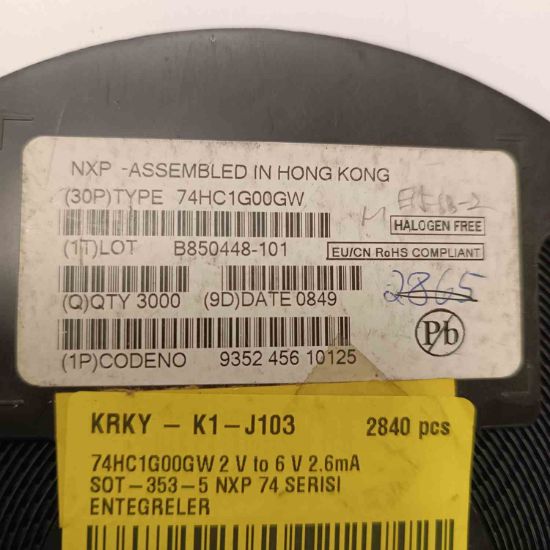 NXP -ASSEMBLED IN HONG KONG
(30P)TYPE 74HC1G00GW
HALOGEN FREE
(1T)LOT B850448-101
EU/CN RoHS COMPLIANT
(Q)QTY 3000 (9D)DATE 0849
2865
Pb
(1P)CODENO 9352 456 10125
KRKY - K1-J103 2840 pcs
74HC1G00GW 2 V to 6 V 2.6mA
SOT-353-5 NXP 74 SERISI
ENTEGRELER